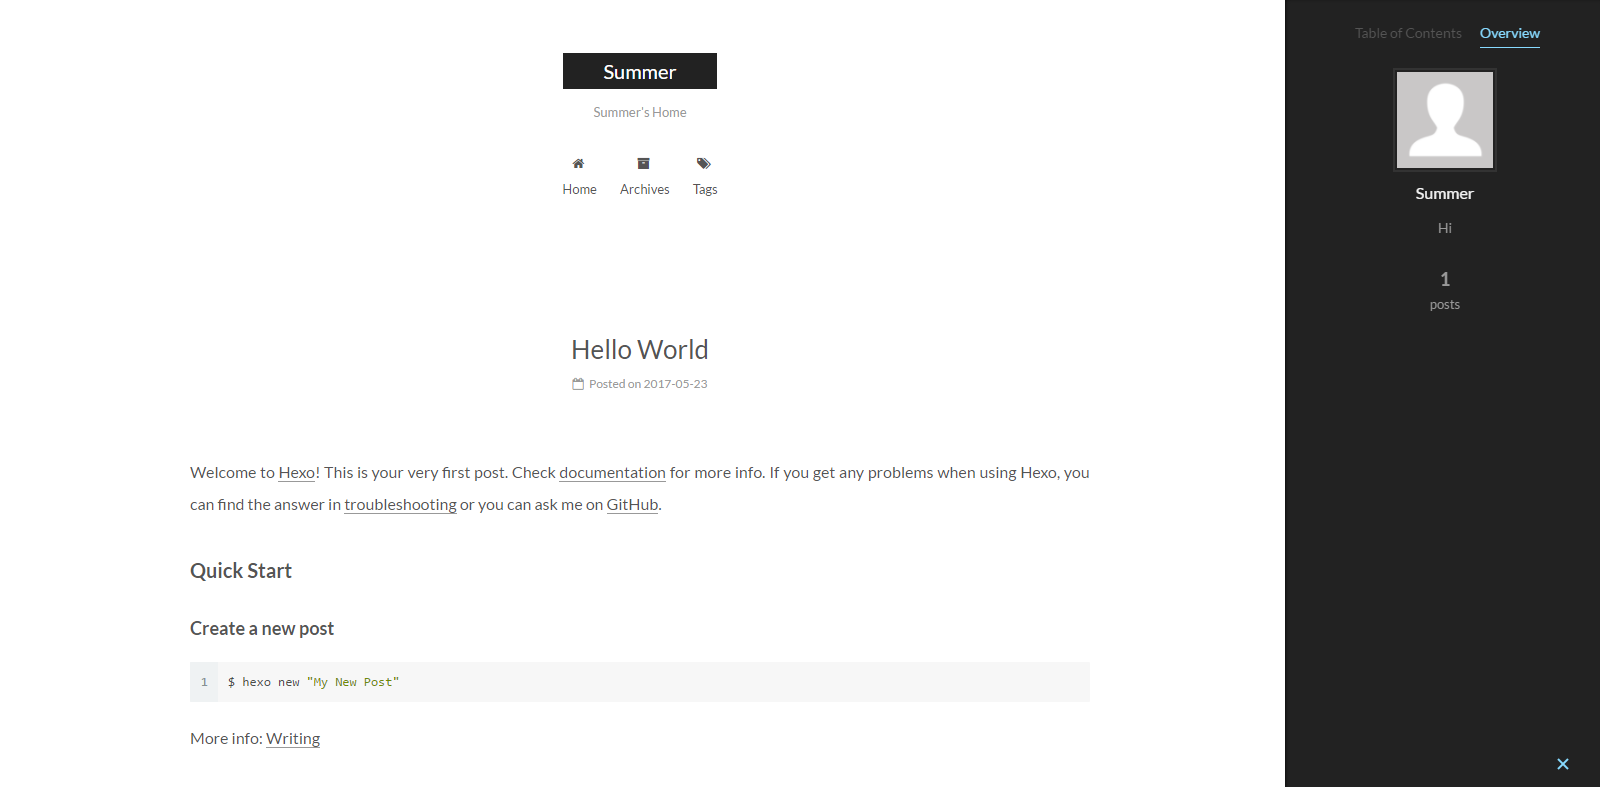 Summer
Summer's Home
Home Archives Tags
Hello World
Posted on 2017-05-23
Welcome to Hexo! This is your very first post. Check documentation for more info. If you get any problems when using Hexo, you
can find the answer in troubleshooting or you can ask me on GitHub.
Quick Start
Create a new post
1 $ hexo new "My New Post"
More info: Writing
Table of Contents Overview
Summer
Hi
1
posts